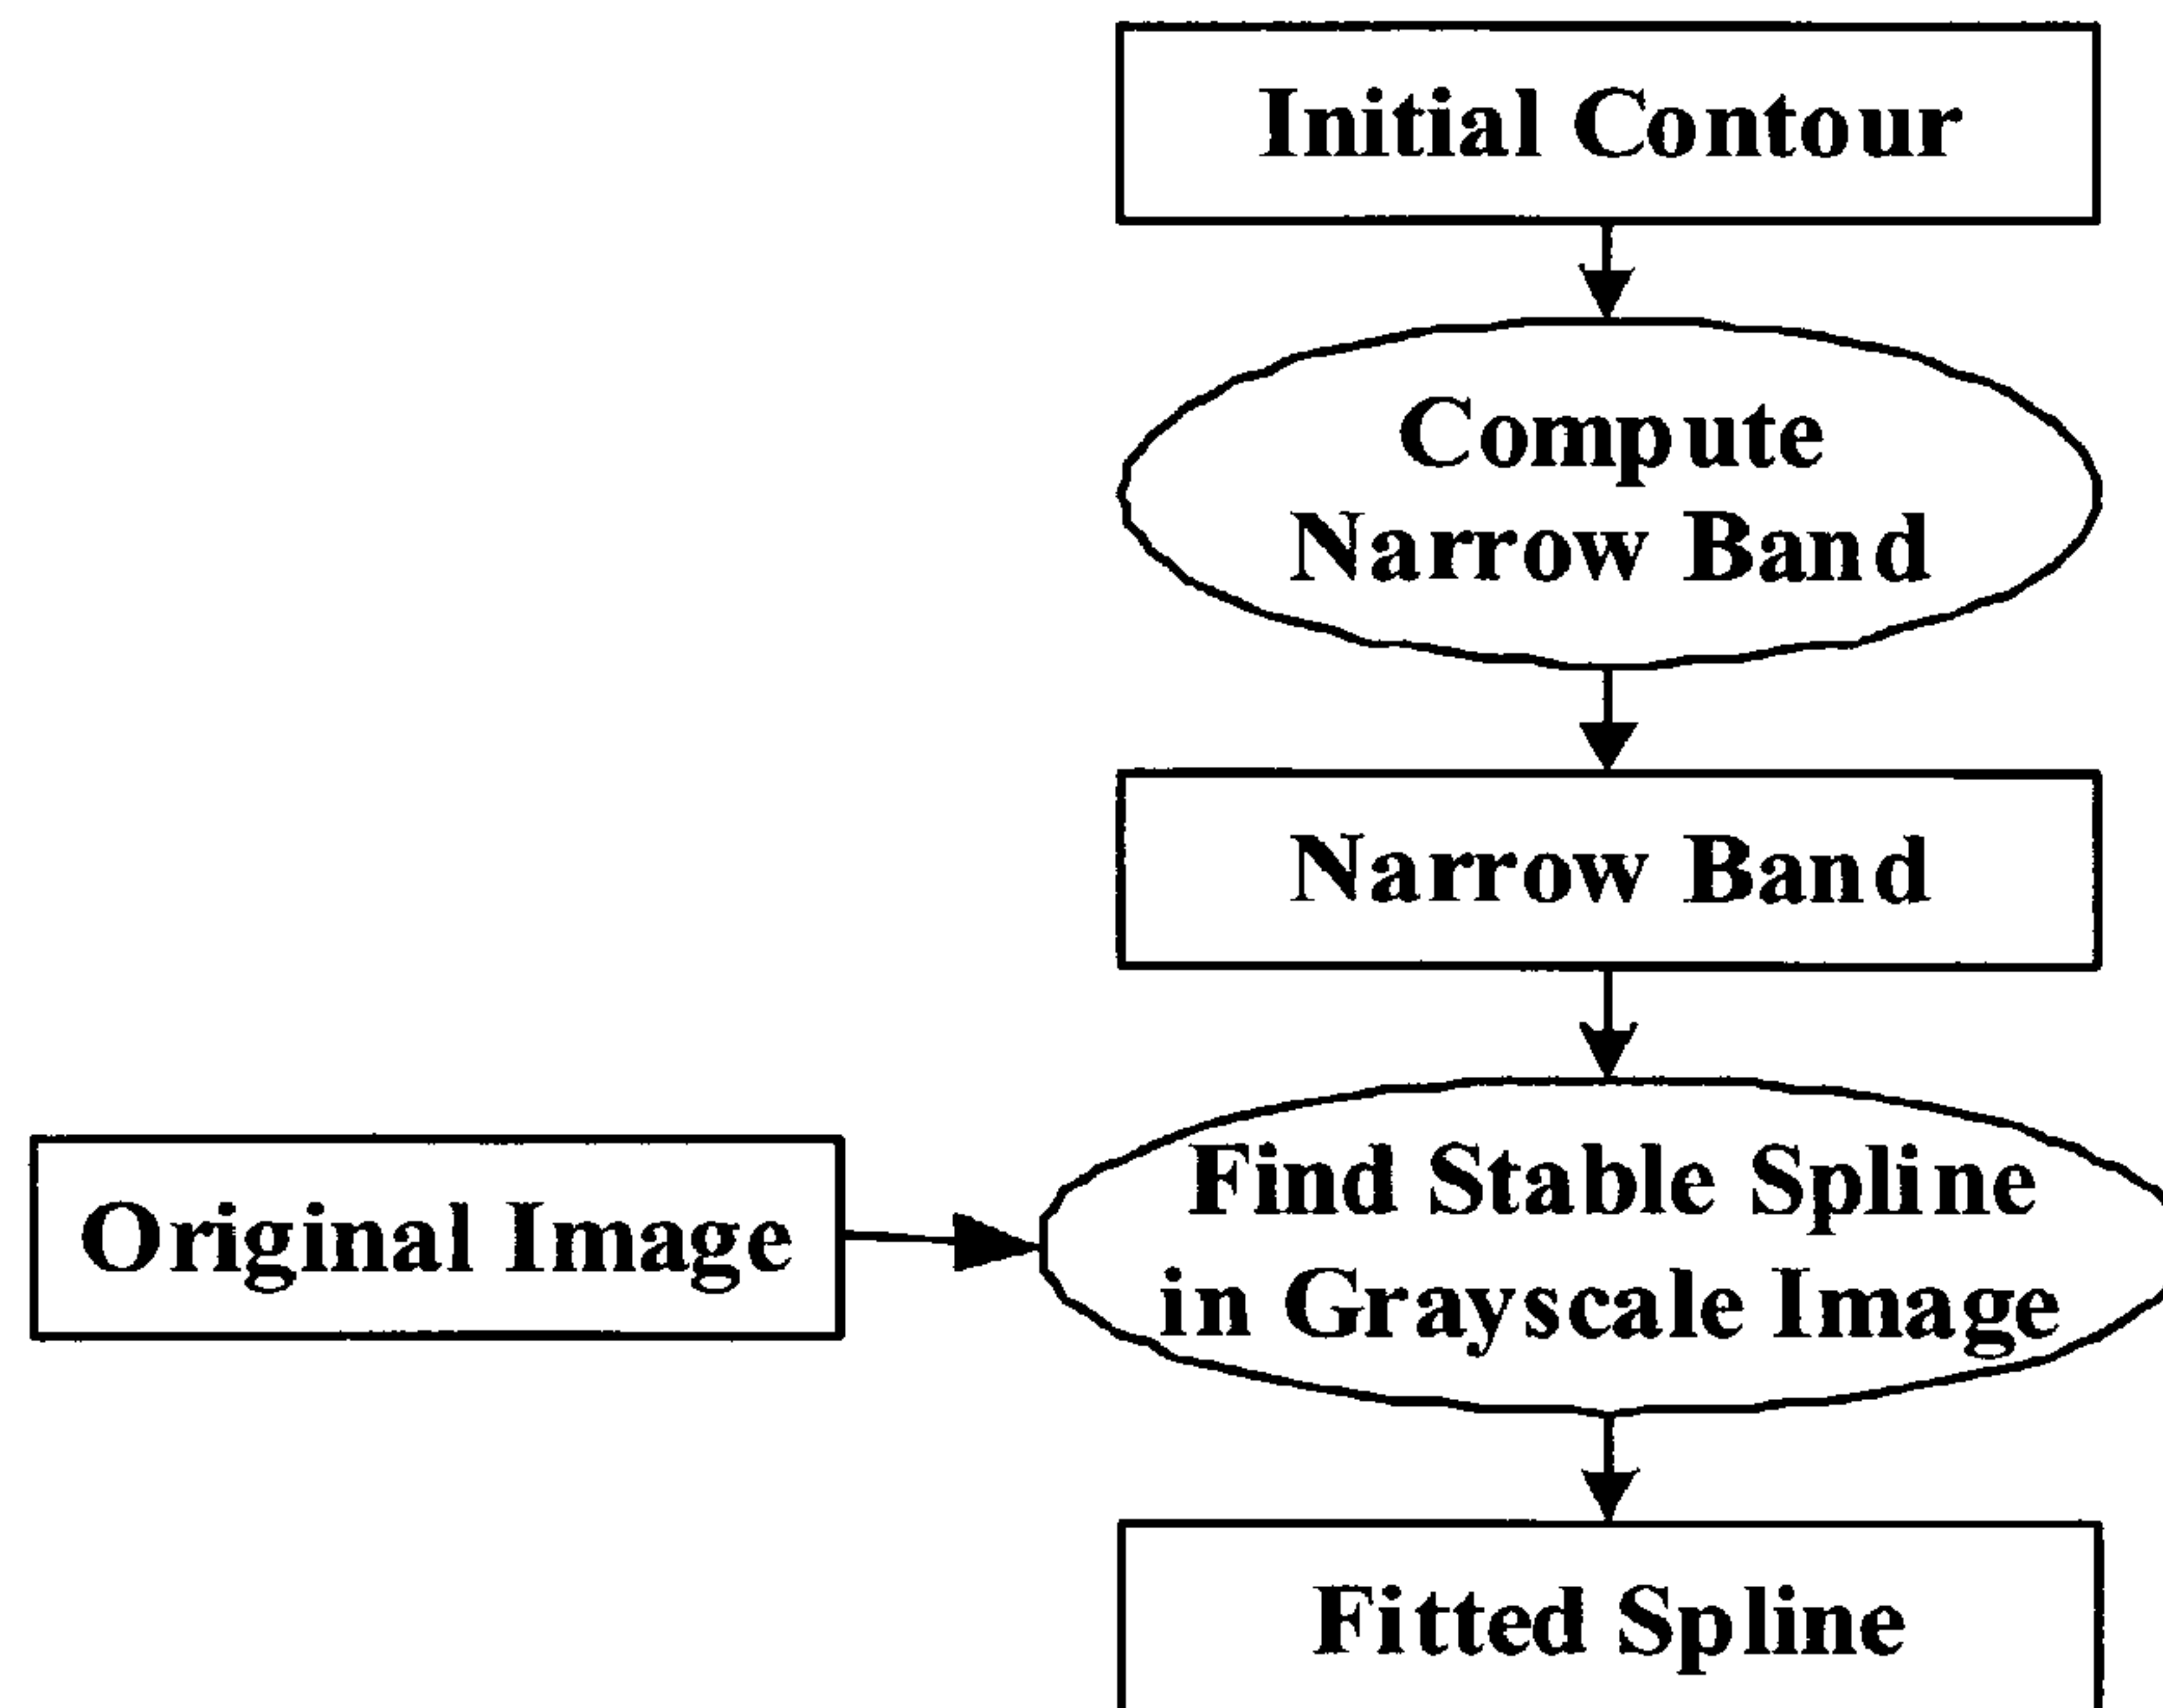 Initial Contour
Compute
Narrow Band
Narrow Band
Original Image
Find Stable Spline
in Grayscale Image
Fitted Spline